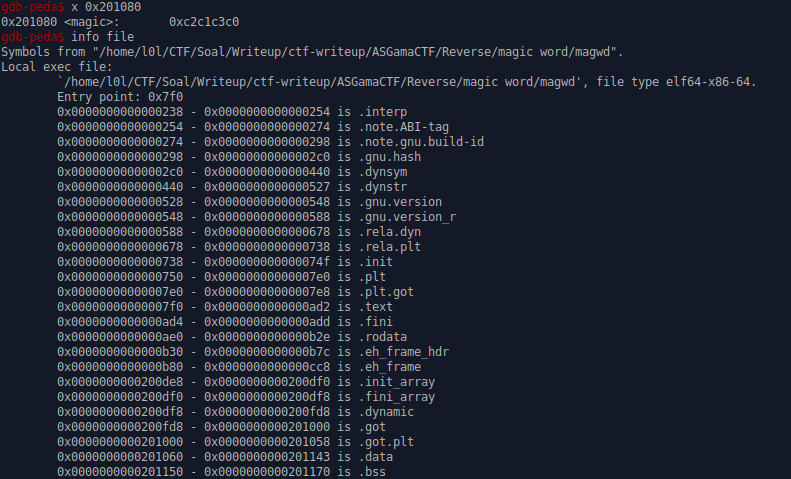 gdb-peda$ x 0x201080
0x201080 <magic>:       0xc2c1c3c0
gdb-peda$ info file
Symbols from "/home/l0l/CTF/Soal/Writeup/ctf-writeup/ASGamaCTF/Reverse/magic word/magwd".
Local exec file:
`/home/l0l/CTF/Soal/Writeup/ctf-writeup/ASGamaCTF/Reverse/magic word/magwd', file type elf64-x86-64.
Entry point: 0x7f0
0x0000000000000238 - 0x0000000000000254 is .interp
0x0000000000000254 - 0x0000000000000274 is .note.ABI-tag
0x0000000000000274 - 0x0000000000000298 is .note.gnu.build-id
0x0000000000000298 - 0x00000000000002c0 is .gnu.hash
0x00000000000002c0 - 0x0000000000000440 is .dynsym
0x0000000000000440 - 0x0000000000000527 is .dynstr
0x0000000000000528 - 0x0000000000000548 is .gnu.version
0x0000000000000548 - 0x0000000000000588 is .gnu.version_r
0x0000000000000588 - 0x0000000000000678 is .rela.dyn
0x0000000000000678 - 0x0000000000000738 is .rela.plt
0x0000000000000738 - 0x000000000000074f is .init
0x0000000000000750 - 0x00000000000007e0 is .plt
0x00000000000007e0 - 0x00000000000007e8 is .plt.got
0x00000000000007f0 - 0x0000000000000ad2 is .text
0x0000000000000ad4 - 0x0000000000000add is .fini
0x0000000000000ae0 - 0x0000000000000b2e is .rodata
0x0000000000000b30 - 0x0000000000000b7c is .eh_frame_hdr
0x0000000000000b80 - 0x0000000000000cc8 is .eh_frame
0x0000000000200de8 - 0x0000000000200df0 is .init_array
0x0000000000200df0 - 0x0000000000200df8 is .fini_array
0x0000000000200df8 - 0x0000000000200fd8 is .dynamic
0x0000000000200fd8 - 0x0000000000201000 is .got
0x0000000000201000 - 0x0000000000201058 is .got.plt
0x0000000000201060 - 0x0000000000201143 is .data
0x0000000000201150 - 0x0000000000201170 is .bss